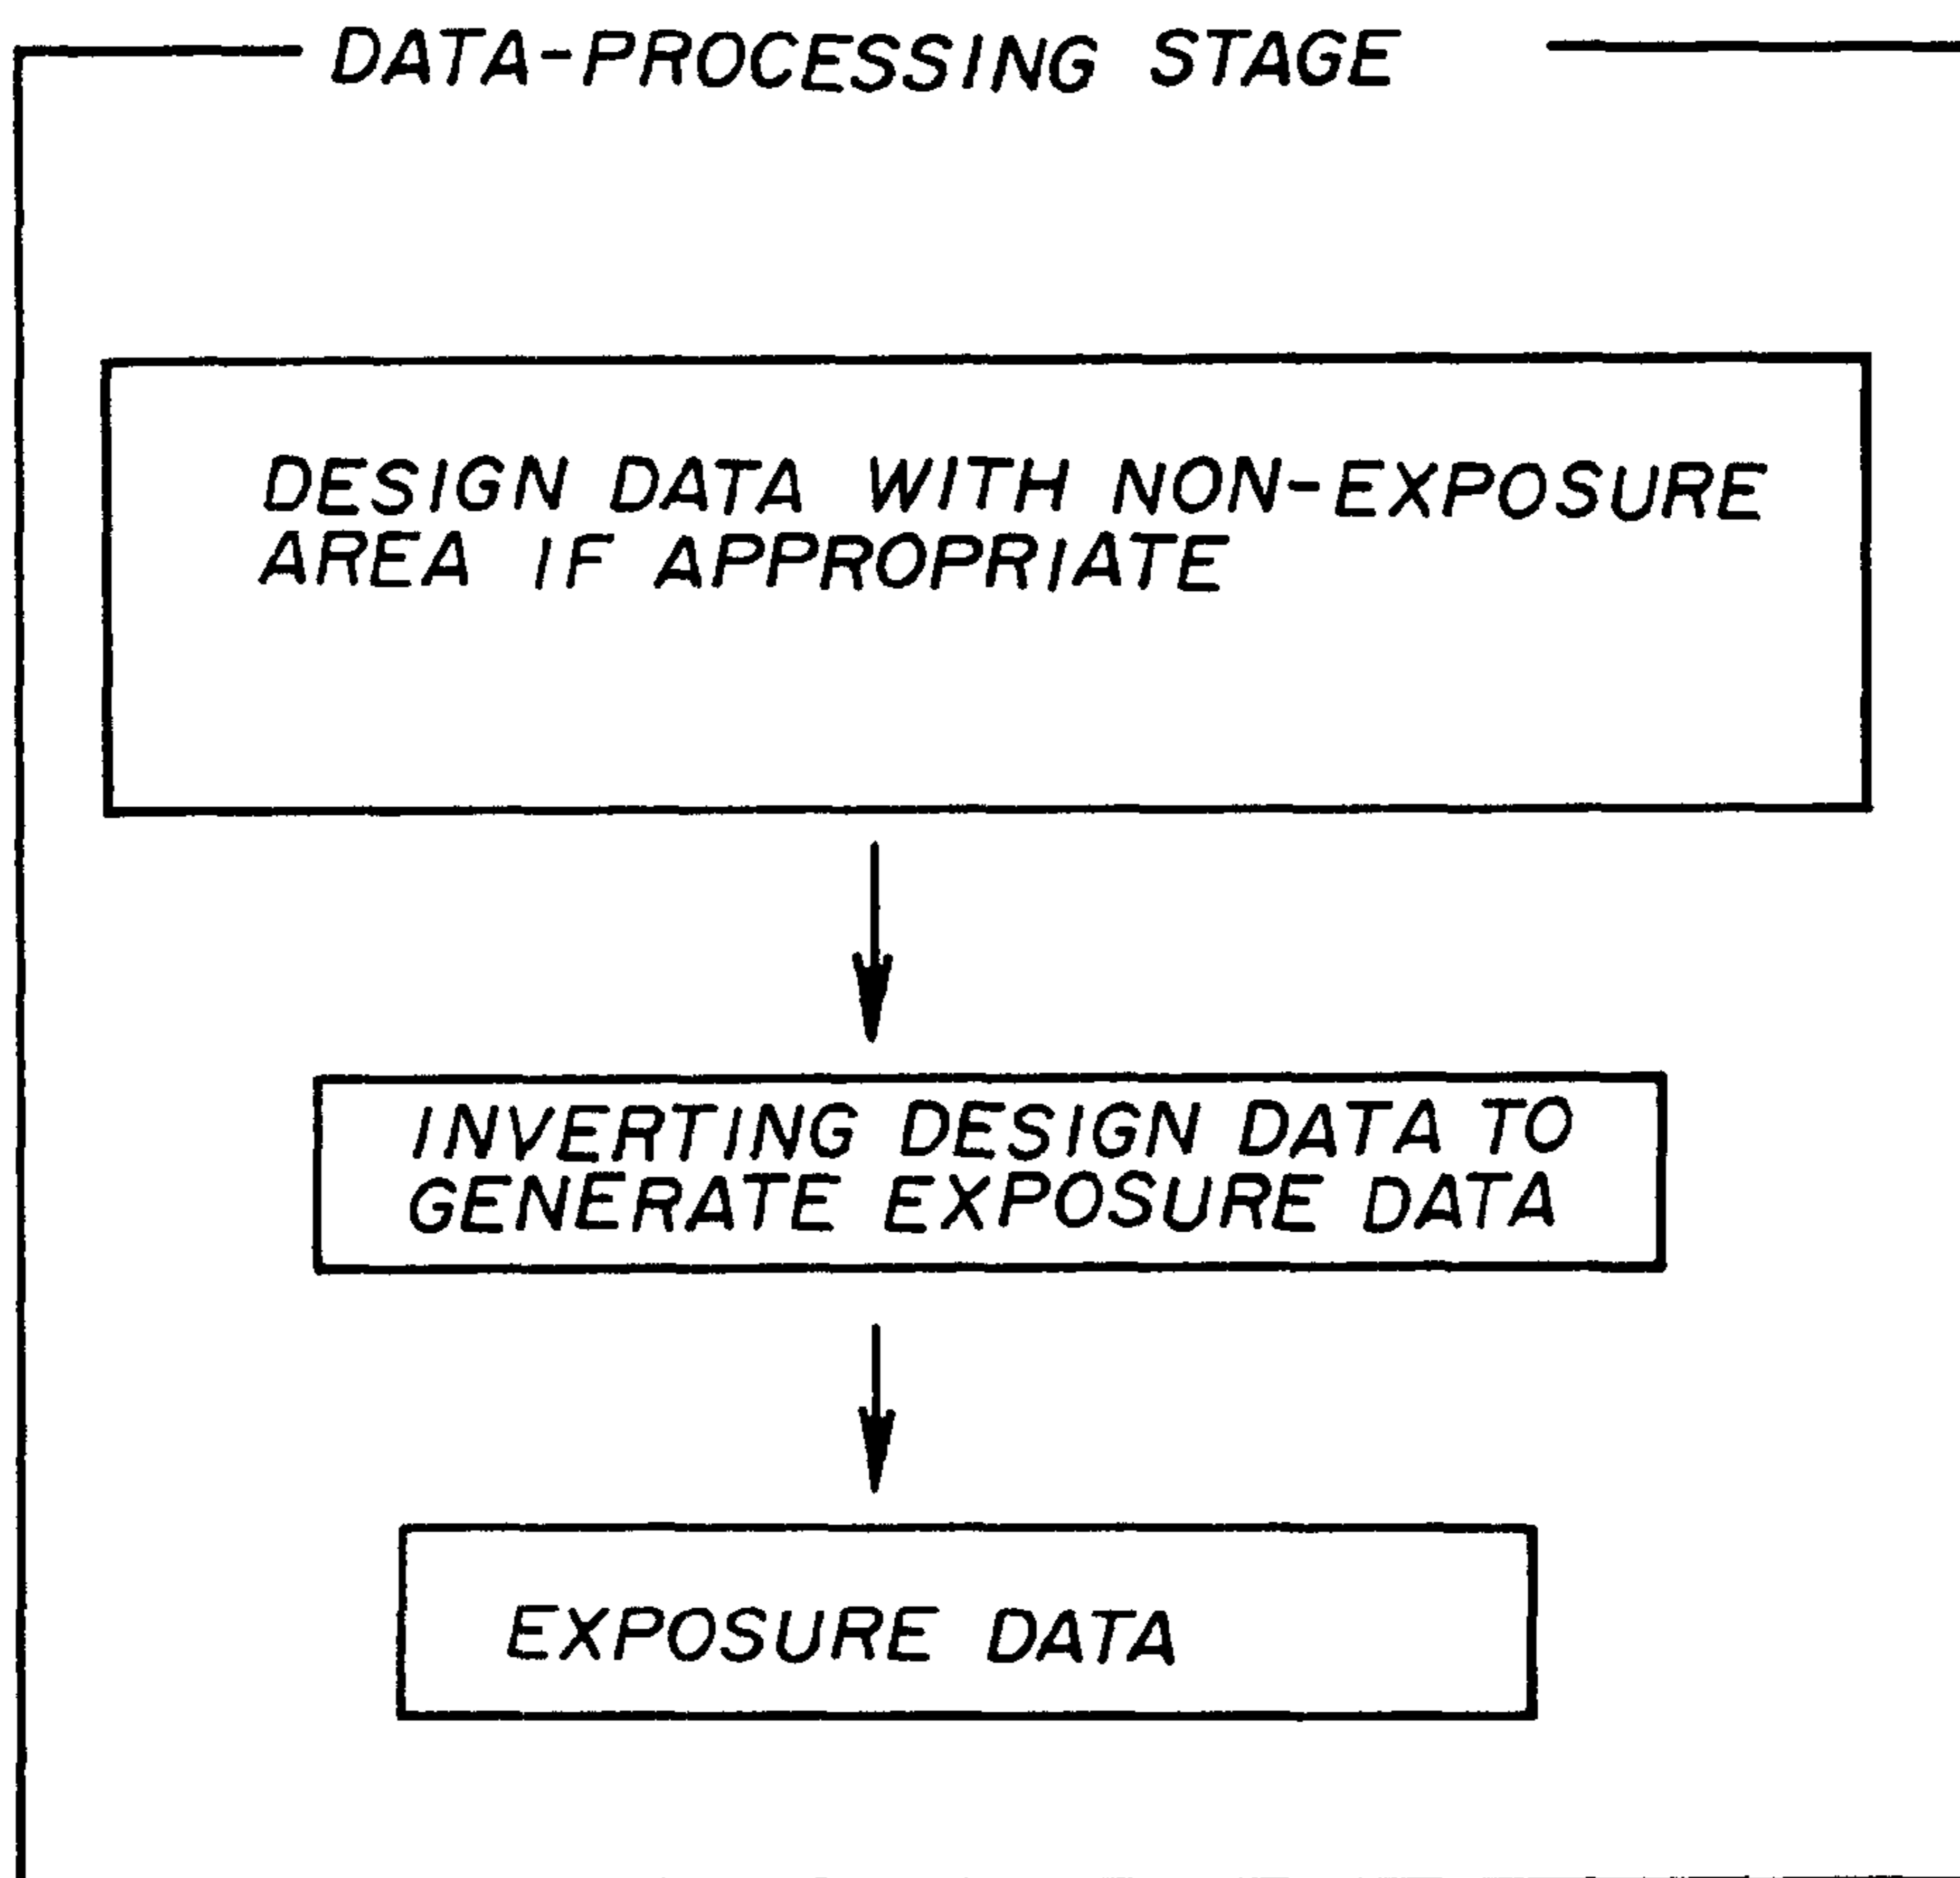 DATA-PROCESSING STAGE
DESIGN DATA WITH NON-EXPOSURE
AREA IF APPROPRIATE
INVERTING DESIGN DATA TO
GENERATE EXPOSURE DATA
EXPOSURE DATA